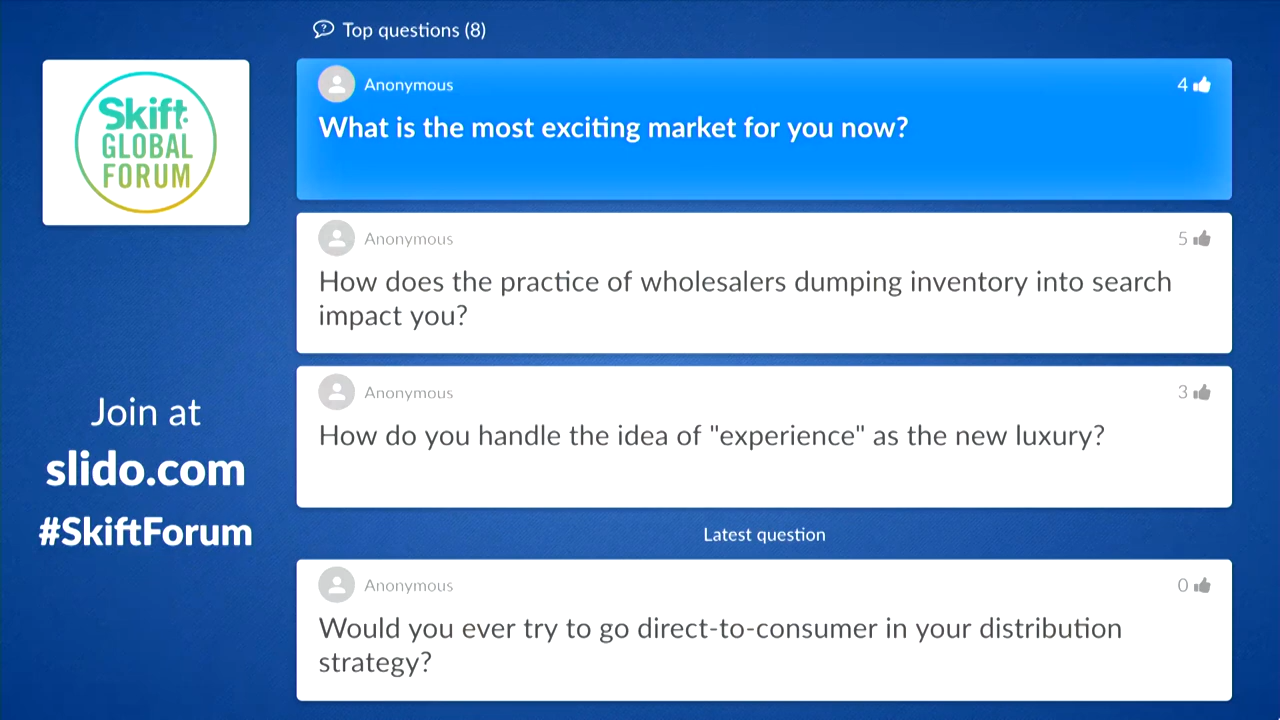 Top questions (8)
Skift.
GLOBAL
FORUM
Anonymous
4
What is the most exciting market for you now?
Anonymous
5
How does the practice of wholesalers dumping inventory into search
impact you?
Anonymous
3
How do you handle the idea of "experience" as the new luxury?
Join at
slido.com
#SkiftForum
Latest question
Anonymous
0
Would you ever try to go direct-to-consumer in your distribution
strategy?